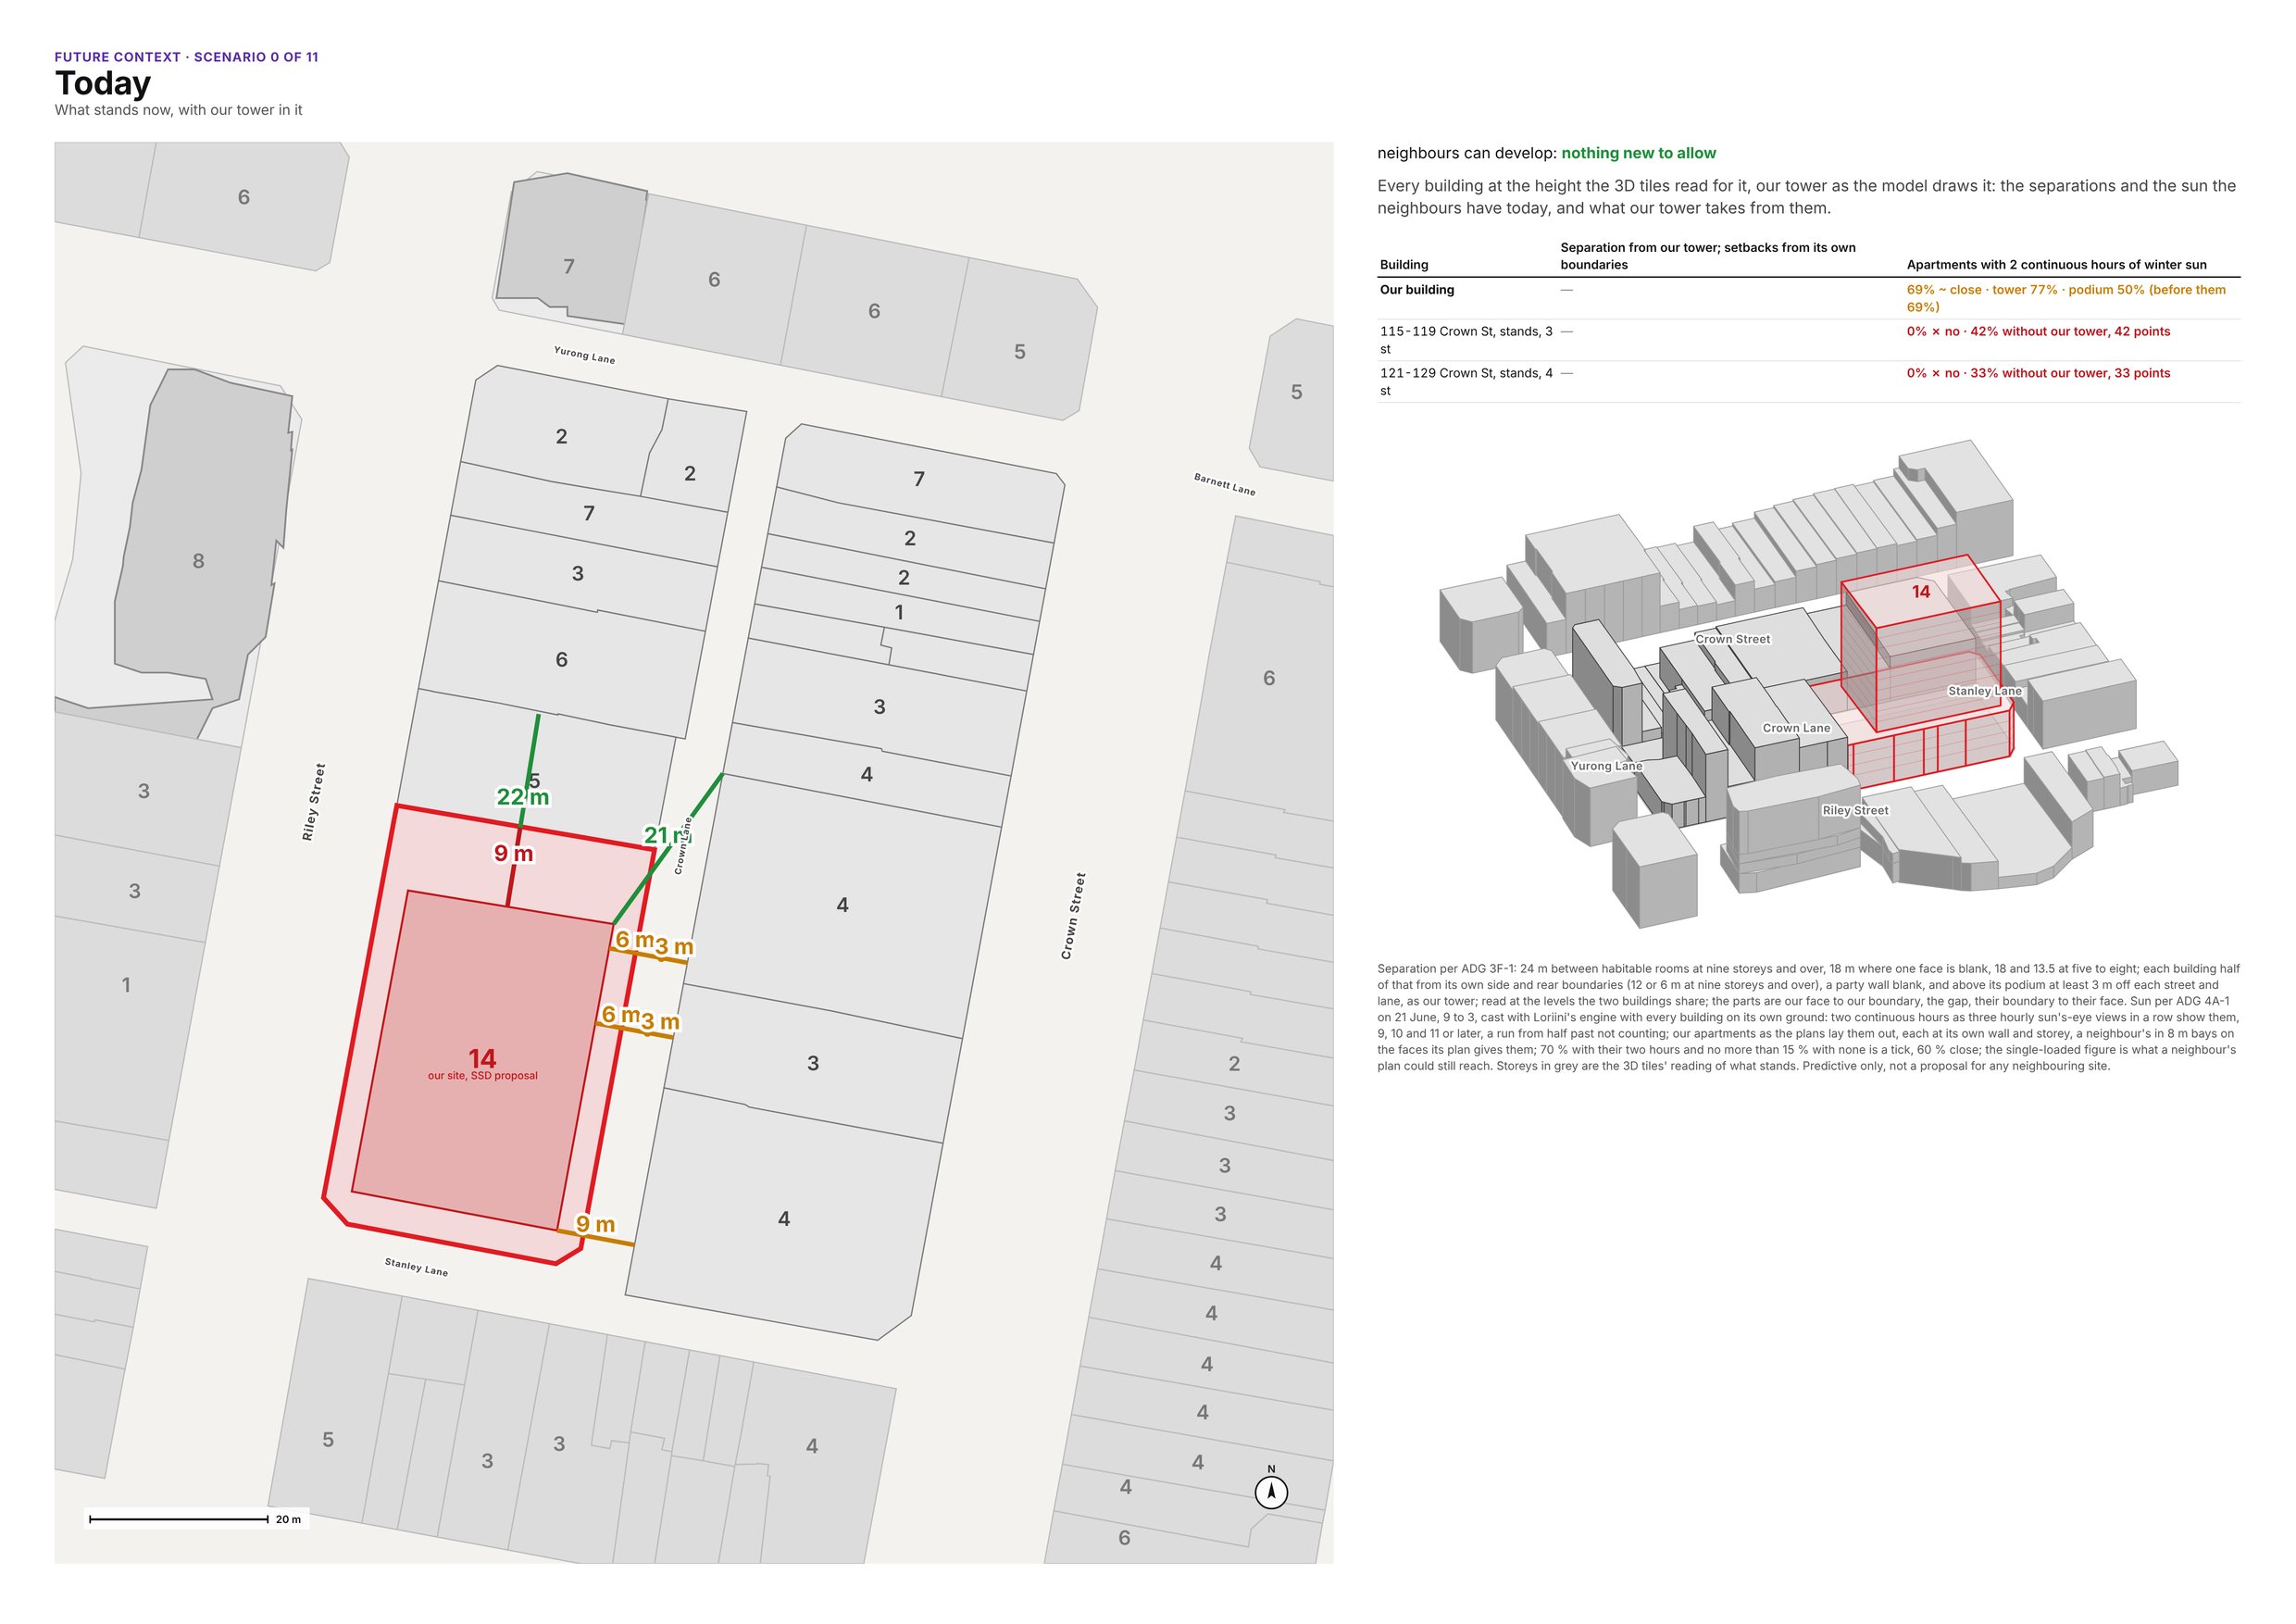 FUTURE CONTEXT · SCENARIO 0 OF 11
Today
What stands now, with our tower in it
6
7
6
6
5
5
Yurong Lane
2
2
7
3
6
5
7
2
2
1
3
4
4
3
4
Barnett Lane
8
3
3
1
Riley Street
22 m
9 m
21 m
Crown Lane
6 m
3 m
6 m
3 m
9 m
14
our site, SSD proposal
Crown Street
Stanley Lane
6
2
3
3
3
4
4
4
4
4
4
6
5
3
3
4
N
20 m
neighbours can develop: nothing new to allow
Every building at the height the 3D tiles read for it, our tower as the model draws it: the separations and the sun the
neighbours have today, and what our tower takes from them.
Building
Separation from our tower; setbacks from its own
boundaries
Apartments with 2 continuous hours of winter sun
Our building
—
69% ~ close · tower 77% · podium 50% (before them
69%)
115-119 Crown St, stands, 3
st
—
0% × no · 42% without our tower, 42 points
121-129 Crown St, stands, 4
st
—
0% × no · 33% without our tower, 33 points
14
Crown Street
Stanley Lane
Crown Lane
Yurong Lane
Riley Street
Separation per ADG 3F-1: 24 m between habitable rooms at nine storeys and over, 18 m where one face is blank, 18 and 13.5 at five to eight; each building half
of that from its own side and rear boundaries (12 or 6 m at nine storeys and over), a party wall blank, and above its podium at least 3 m off each street and
lane, as our tower; read at the levels the two buildings share; the parts are our face to our boundary, the gap, their boundary to their face. Sun per ADG 4A-1
on 21 June, 9 to 3, cast with Loriini's engine with every building on its own ground: two continuous hours as three hourly sun's-eye views in a row show them,
9, 10 and 11 or later, a run from half past not counting; our apartments as the plans lay them out, each at its own wall and storey, a neighbour's in 8 m bays on
the faces its plan gives them; 70 % with their two hours and no more than 15 % with none is a tick, 60 % close; the single-loaded figure is what a neighbour's
plan could still reach. Storeys in grey are the 3D tiles' reading of what stands. Predictive only, not a proposal for any neighbouring site.